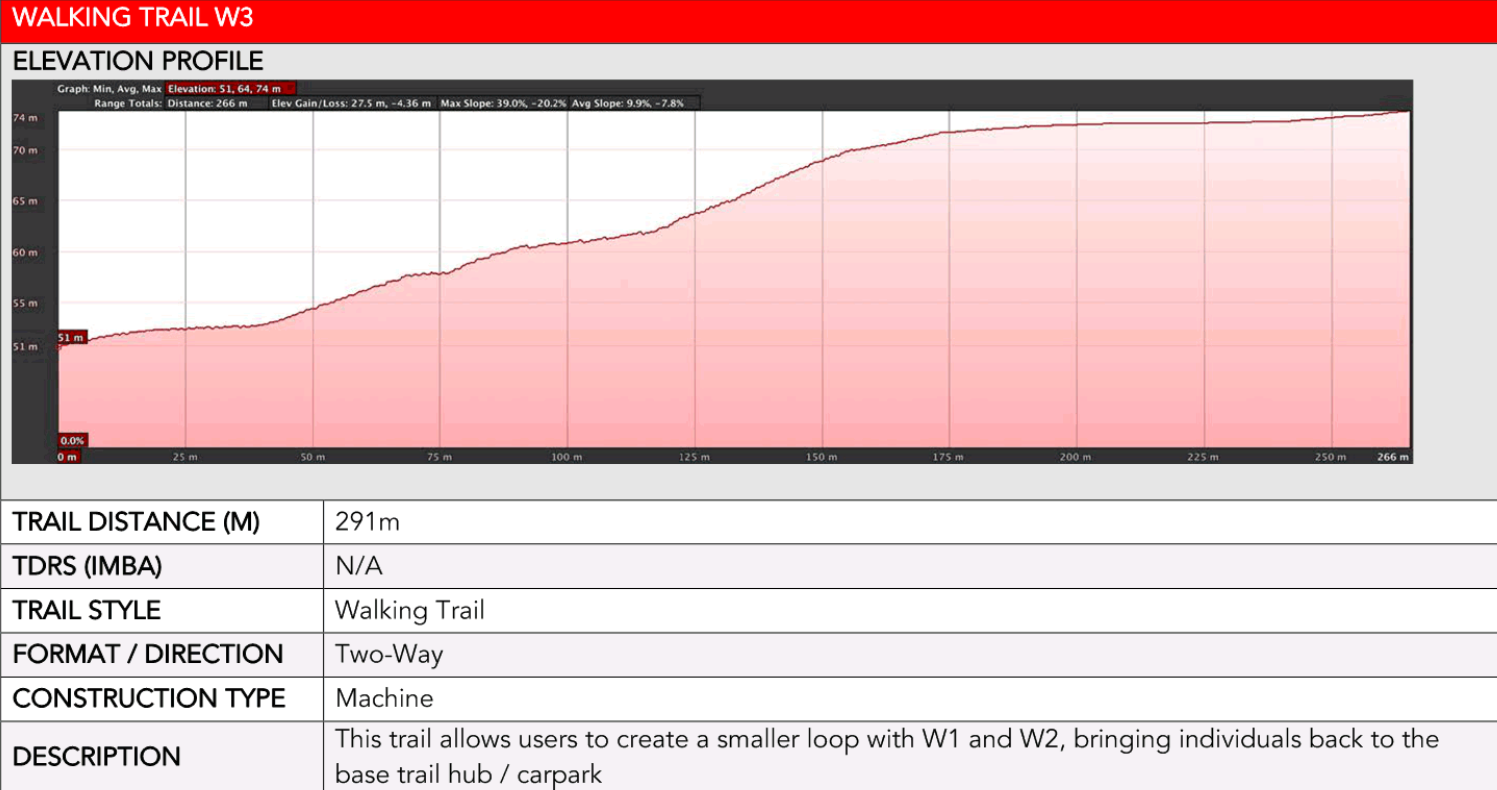 WALKING TRAIL W3
ELEVATION PROFILE
Graph: Min, Avg, Max Elevation: 51, 64, 74 m
Range Totals: Distance: 266 m Elev Gain/Loss: 27.5 m, -4.36 m Max Slope: 39.0%, -20.2% Avg Slope: 9.9%, -7.8%
74 m
70 m
65 m
60 m
55 m
51 m
51 m
0.0%
0 m 25 m 50 m 75 m 100 m 125 m 150 m 175 m 200 m 225 m 250 m 266 m
TRAIL DISTANCE (M) 291m
TDRS (IMBA) N/A
TRAIL STYLE Walking Trail
FORMAT / DIRECTION Two-Way
CONSTRUCTION TYPE Machine
DESCRIPTION This trail allows users to create a smaller loop with W1 and W2, bringing individuals back to the
base trail hub / carpark